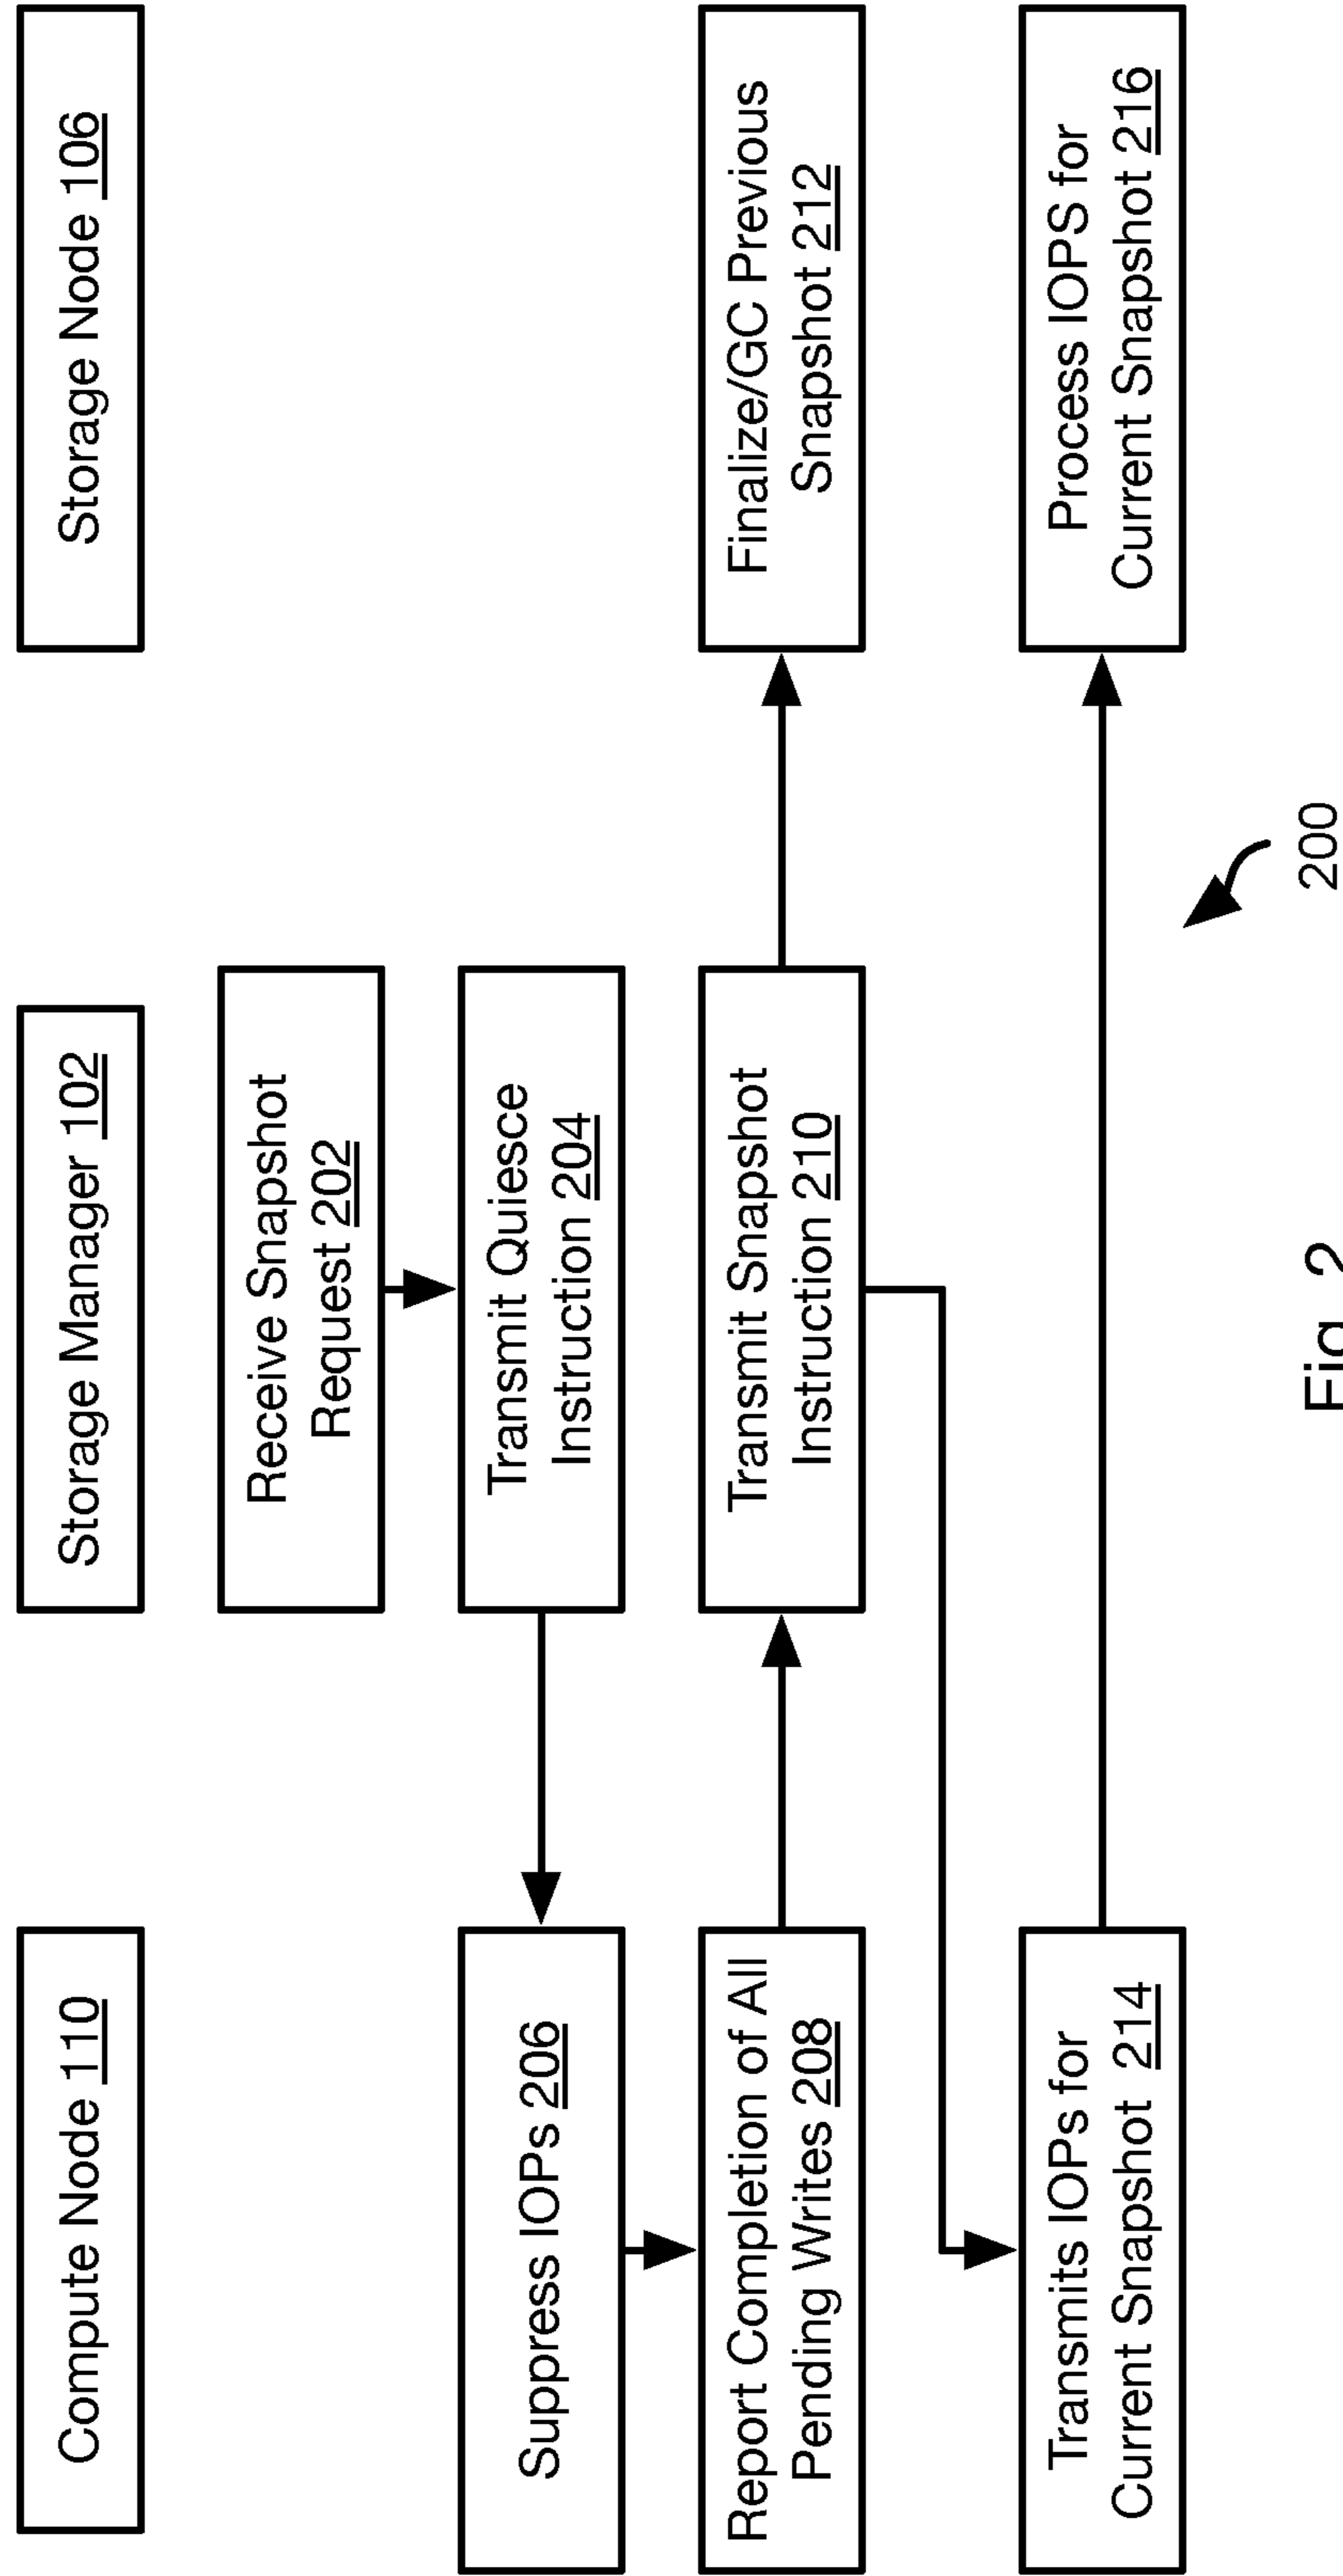 Compute Node 110
Storage Manager 102
Storage Node 106
Receive Snapshot
Request 202
Transmit Quiesce
Instruction 204
Suppress IOPs 206
Report Completion of All
Pending Writes 208
Transmit Snapshot
Instruction 210
Finalize/GC Previous
Snapshot 212
Transmits IOPs for
Current Snapshot 214
Process IOPS for
Current Snapshot 216
200
Fig. 2